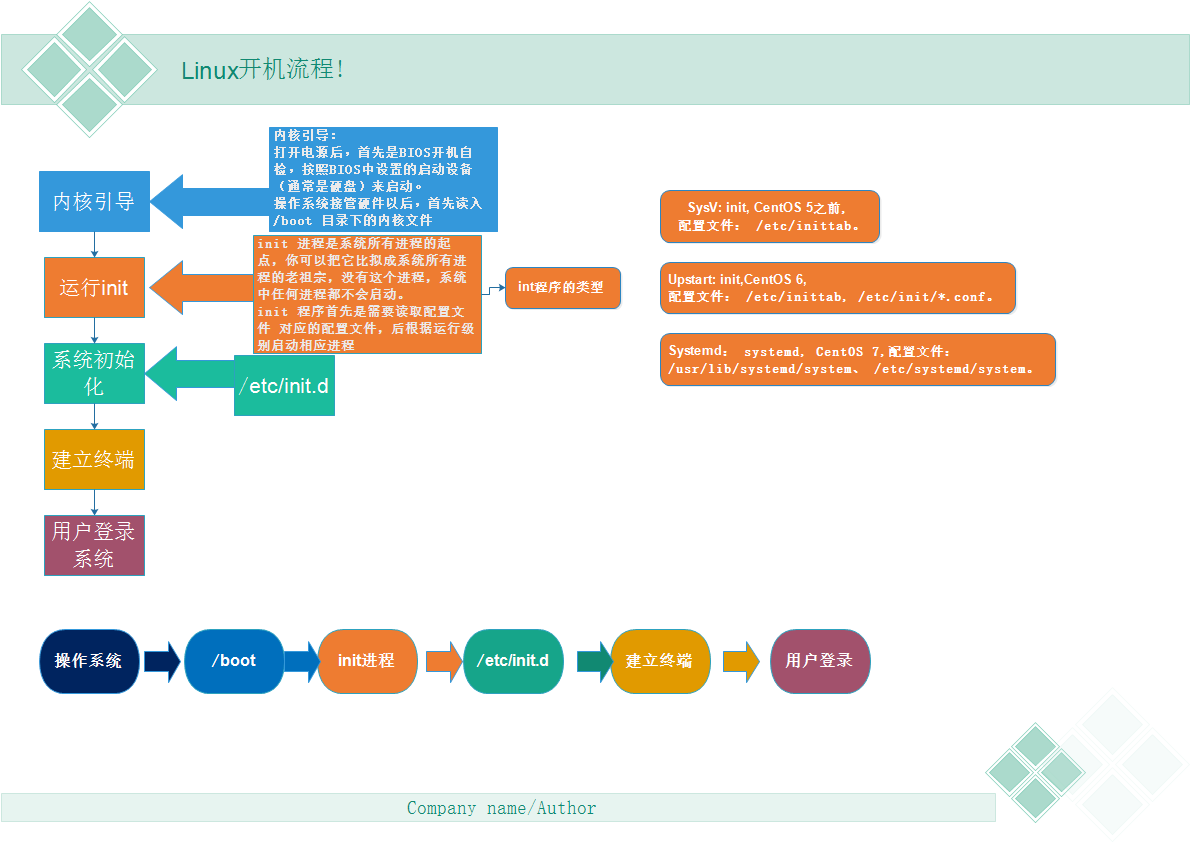 Linux开机流程!
内核引导:
打开电源后，首先是BIOS开机自
检，按照BIOS中设置的启动设备
（通常是硬盘）来启动。
操作系统接管硬件以后，首先读入
/boot 目录下的内核文件
内核引导
init 进程是系统所有进程的起
点，你可以把它比拟成系统所有进
程的老祖宗，没有这个进程，系统
中任何进程都不会启动。
init 程序首先是需要读取配置文
件 对应的配置文件，后根据运行级
别启动相应进程
运行init
int程序的类型
SysV: init, CentOS 5之前,
配置文件： /etc/inittab。
Upstart: init,CentOS 6,
配置文件： /etc/inittab, /etc/init/*.conf。
Systemd： systemd, CentOS 7,配置文件：
/usr/lib/systemd/system、 /etc/systemd/system。
系统初始
化
/etc/init.d
建立终端
用户登录
系统
操作系统
/boot
init进程
/etc/init.d
建立终端
用户登录
Company name/Author